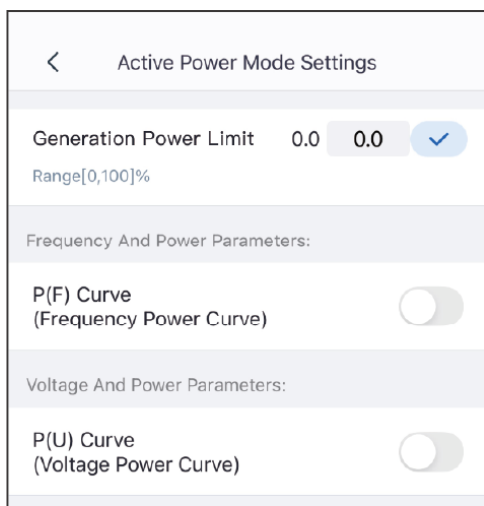 Active Power Mode Settings
Generation Power Limit 0.0 0.0
Range[0,100]%
Frequency And Power Parameters:
P(F) Curve
(Frequency Power Curve)
Voltage And Power Parameters:
P(U) Curve
(Voltage Power Curve)